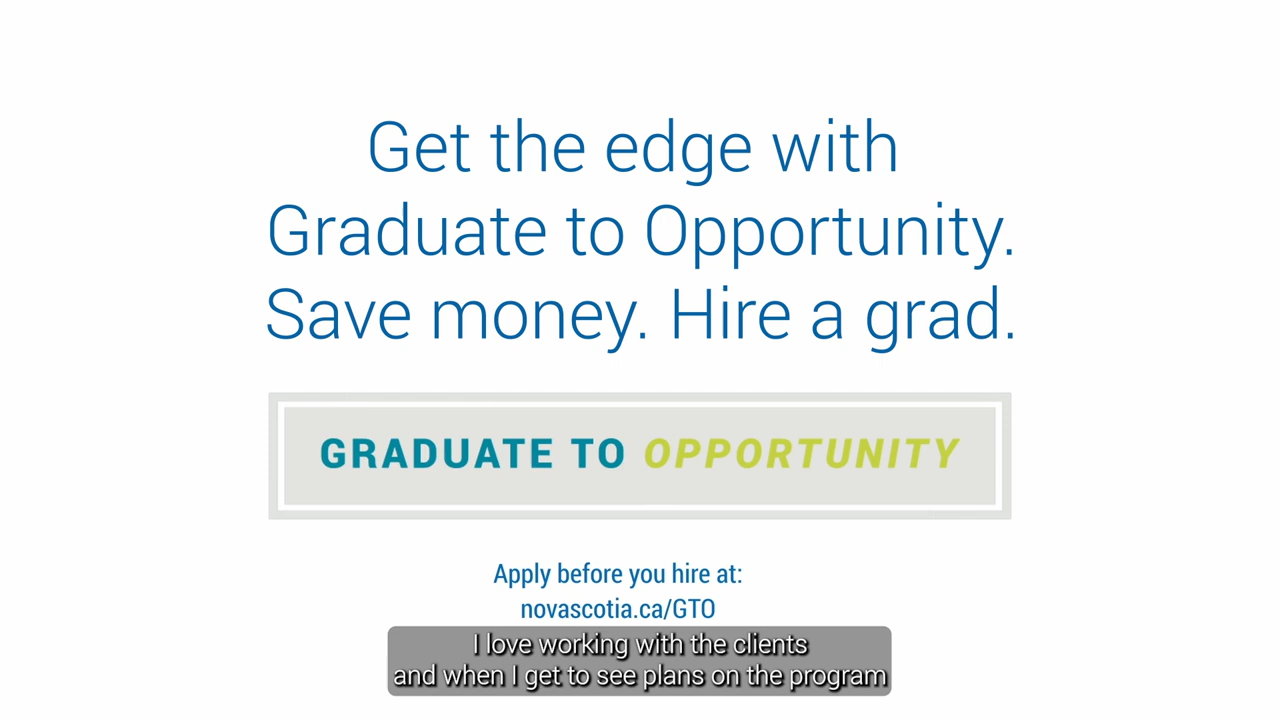 Get the edge with
Graduate to Opportunity.
Save money. Hire a grad.
GRADUATE TO OPPORTUNITY
Apply before you hire at:
novascotia.ca/GTO
I love working with the clients
and when I get to see plans on the program